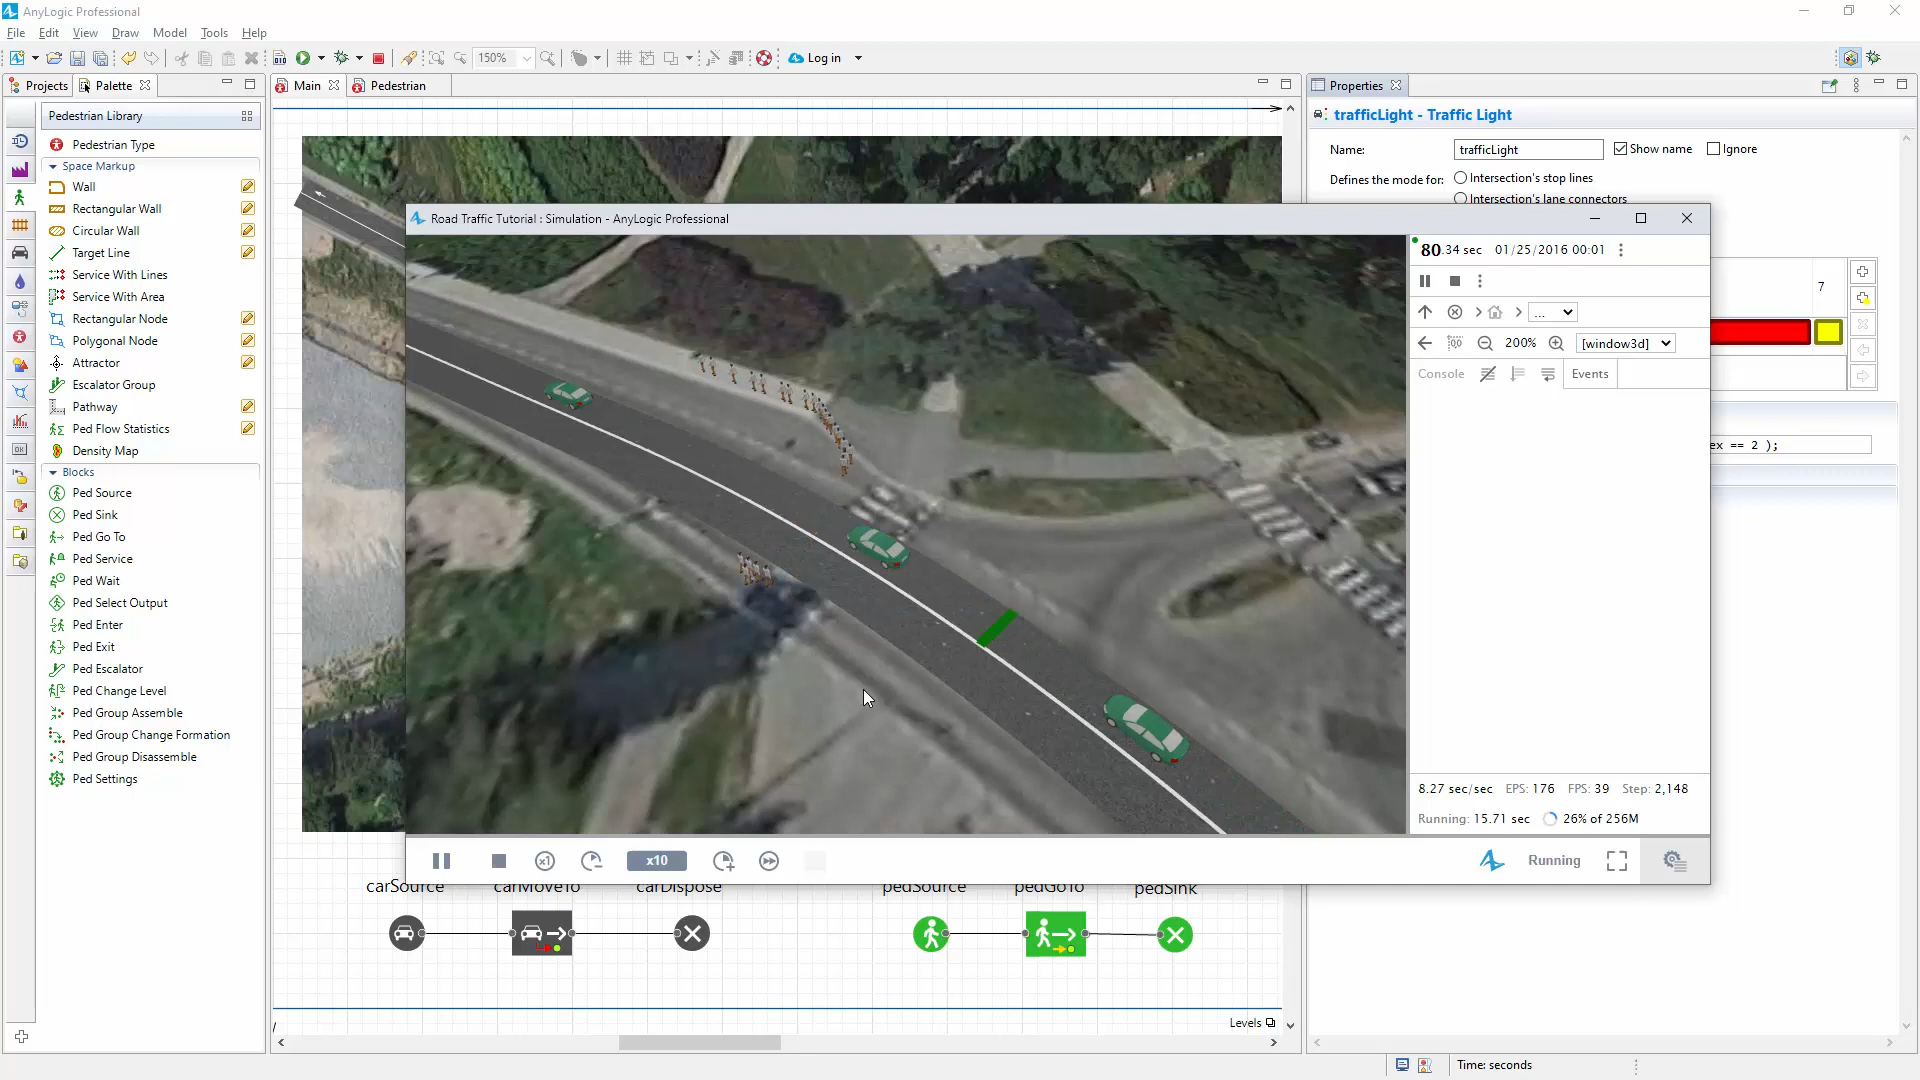 AnyLogic Professional
File Edit View Draw Model Tools Help
150% Log in
Projects Palette
Main Pedestrian
Properties
Pedestrian Library
Pedestrian Type
Space Markup
Wall
Rectangular Wall
Circular Wall
Target Line
Service With Lines
Service With Area
Rectangular Node
Polygonal Node
Attractor
Escalator Group
Pathway
Ped Flow Statistics
Density Map
Blocks
Ped Source
Ped Sink
Ped Go To
Ped Service
Ped Wait
Ped Select Output
Ped Enter
Ped Exit
Ped Escalator
Ped Change Level
Ped Group Assemble
Ped Group Change Formation
Ped Group Disassemble
Ped Settings
trafficLight - Traffic Light
Name: trafficLight Show name Ignore
Defines the mode for: Intersection's stop lines
Intersection's lane connectors
7
ex == 2 );
Road Traffic Tutorial : Simulation - AnyLogic Professional
80.34 sec 01/25/2016 00:01
...
200% [window3d]
Console Events
8.27 sec/sec EPS: 176 FPS: 39 Step: 2,148
Running: 15.71 sec 26% of 256M
x1 x10 Running
carSource carMoveTo carDispose pedSource pedGoTo pedSink
Levels
Time: seconds